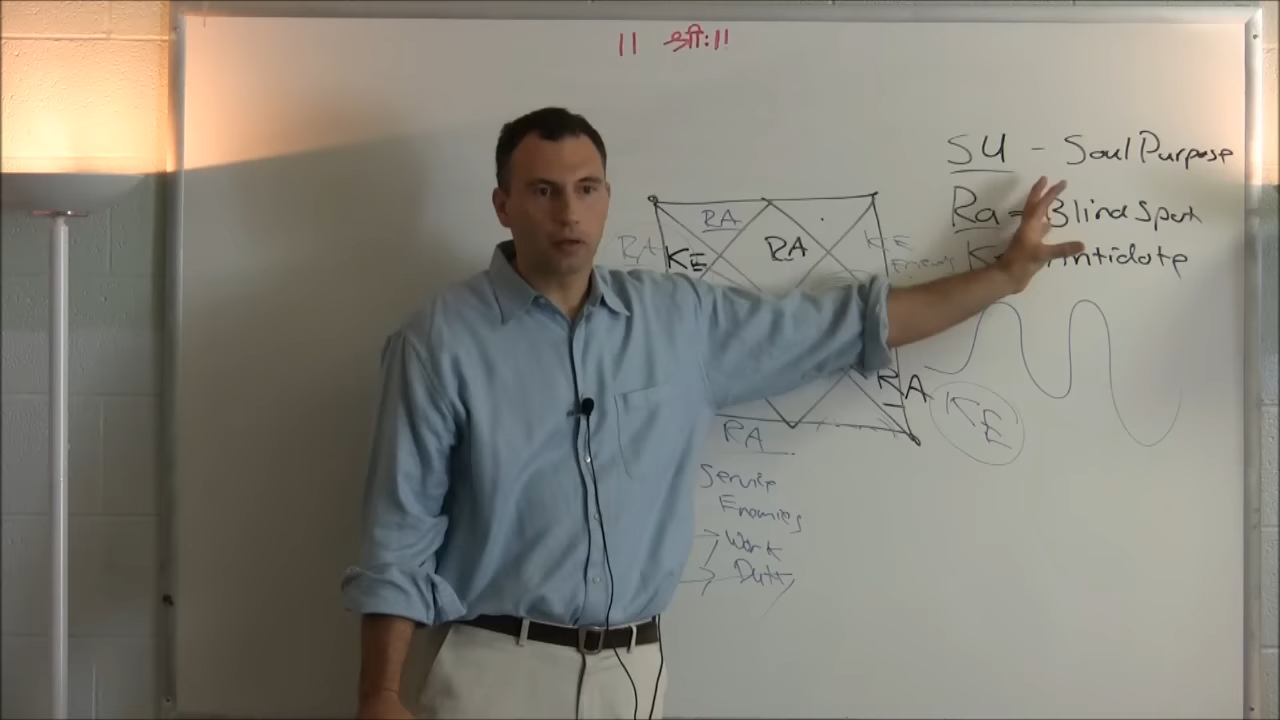 || श्रीः ||
SU - Soul Purpose
Ra - Blind Spot
Antidote
RA
RA
KE
RA
KE
Enemy
RA
KE
RA
Service
Enemies
Work
Duty